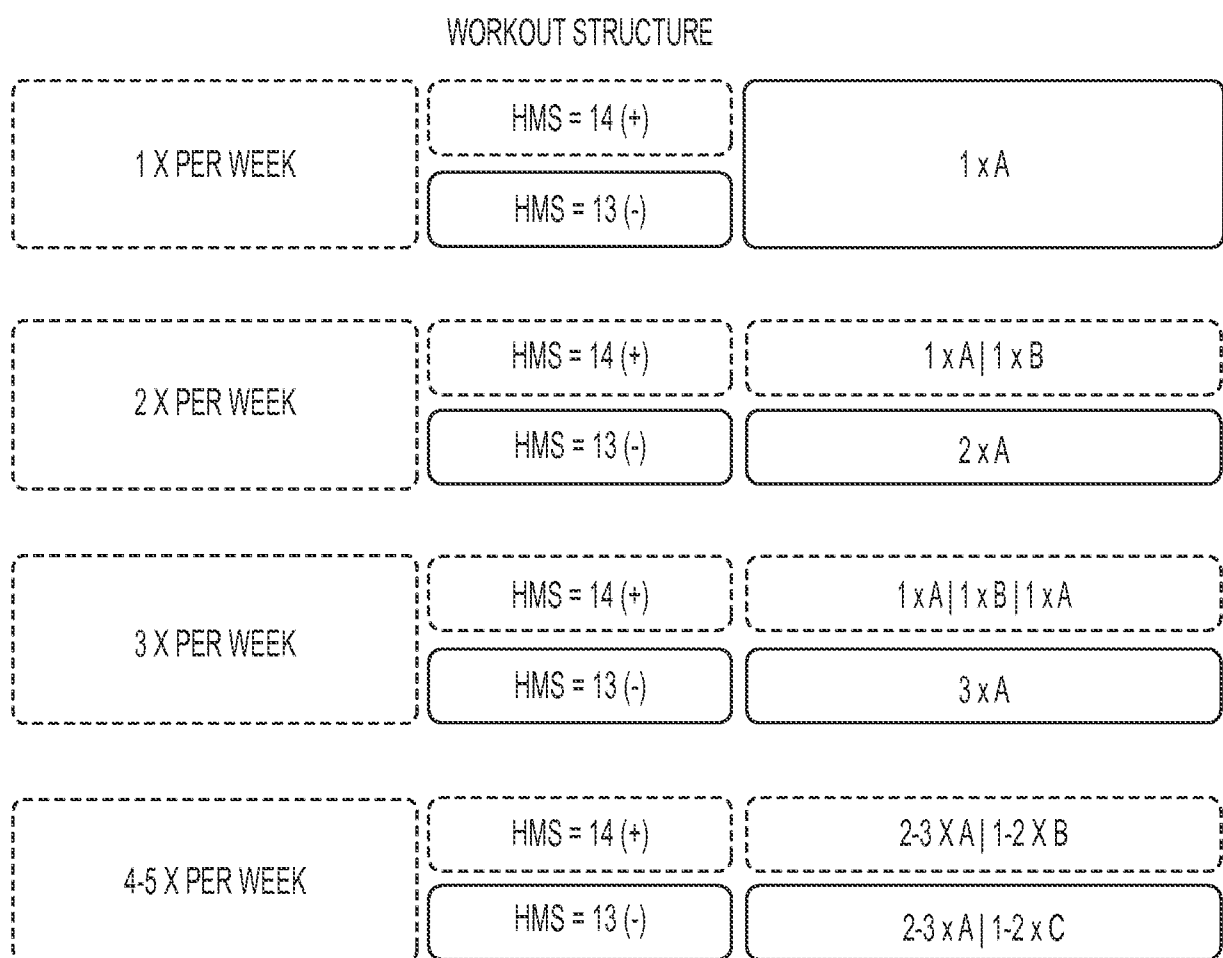 WORKOUT STRUCTURE
1 X PER WEEK
HMS = 14 (+)
HMS = 13 (-)
1 x A
2 X PER WEEK
HMS = 14 (+)
1 x A | 1 x B
HMS = 13 (-)
2 x A
3 X PER WEEK
HMS = 14 (+)
1 x A | 1 x B | 1 x A
HMS = 13 (-)
3 x A
4-5 X PER WEEK
HMS = 14 (+)
2-3 X A | 1-2 X B
HMS = 13 (-)
2-3 x A | 1-2 x C